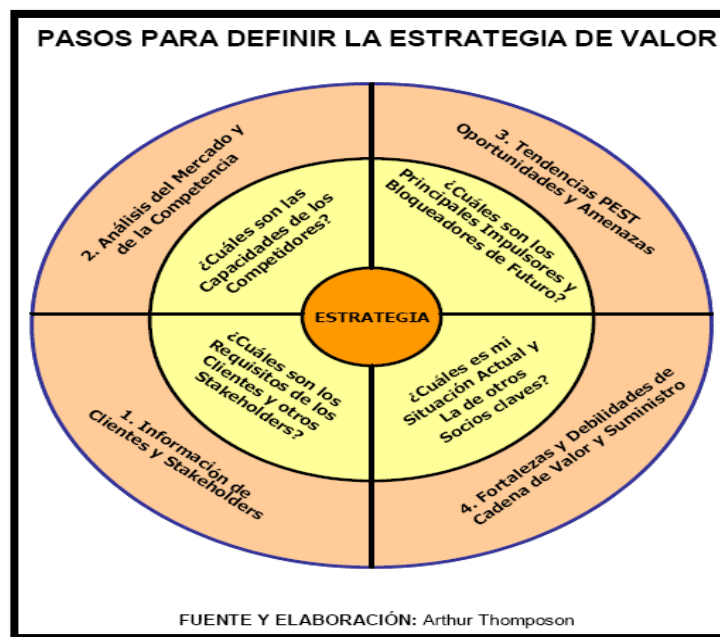 PASOS PARA DEFINIR LA ESTRATEGIA DE VALOR
2. Análisis del Mercado y
de la Competencia
¿Cuáles son las
Capacidades de los
Competidores?
3. Tendencias PEST
Oportunidades y Amenazas
¿Cuáles son los
Principales Impulsores y
Bloqueadores de Futuro?
ESTRATEGIA
¿Cuáles son los
Requisitos de los
Clientes y otros
Stakeholders?
1. Información de
Clientes y Stakeholders
¿Cuáles es mi
Situación Actual y
La de otros
Socios claves?
4. Fortalezas y Debilidades de
Cadena de Valor y Suministro
FUENTE Y ELABORACIÓN: Arthur Thomposon